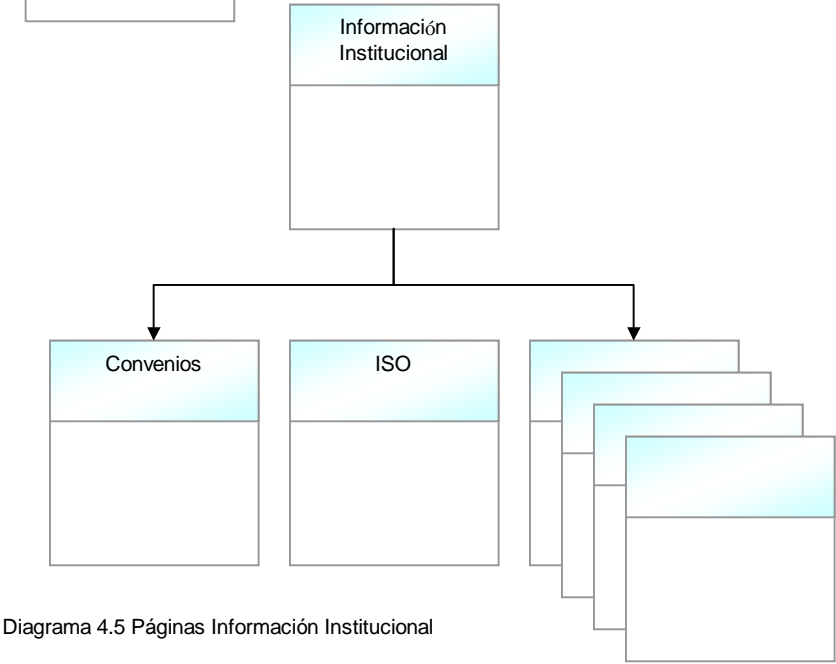 Información
Institucional
Convenios
ISO
Diagrama 4.5 Páginas Información Institucional